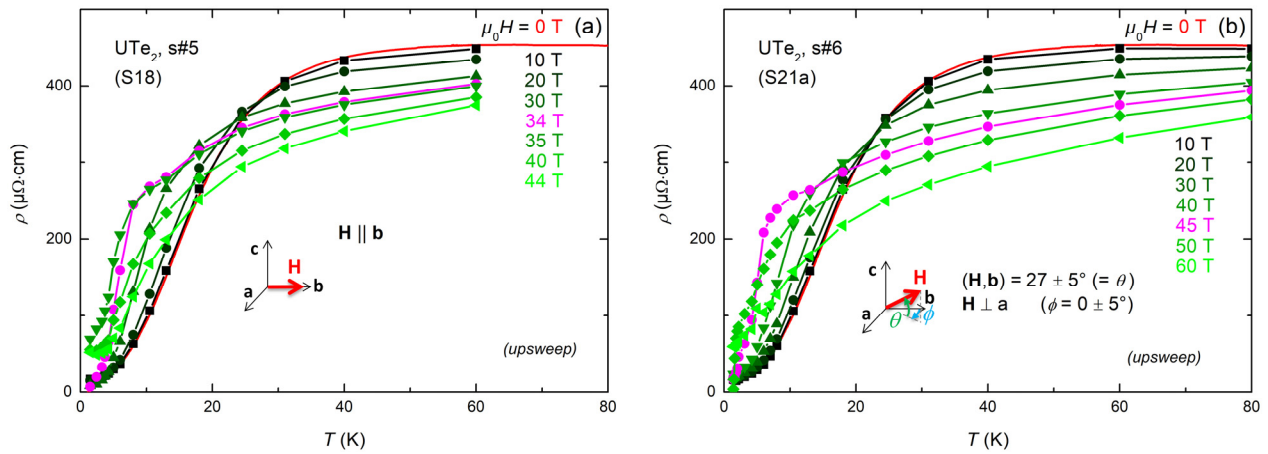 μ₀H = 0 T (a)
UTe₂, s#5
(S18)
10 T
20 T
30 T
34 T
35 T
40 T
44 T
H || b
c
H
a
b
(upsweep)
400
200
0
ρ (μΩ·cm)
0 20 40 60 80
T (K)
μ₀H = 0 T (b)
UTe₂, s#6
(S21a)
10 T
20 T
30 T
40 T
45 T
50 T
60 T
c
H
b
a
θ
ϕ
(H,b) = 27 ± 5° (= θ)
H ⊥ a (ϕ = 0 ± 5°)
(upsweep)
400
200
0
ρ (μΩ·cm)
0 20 40 60 80
T (K)